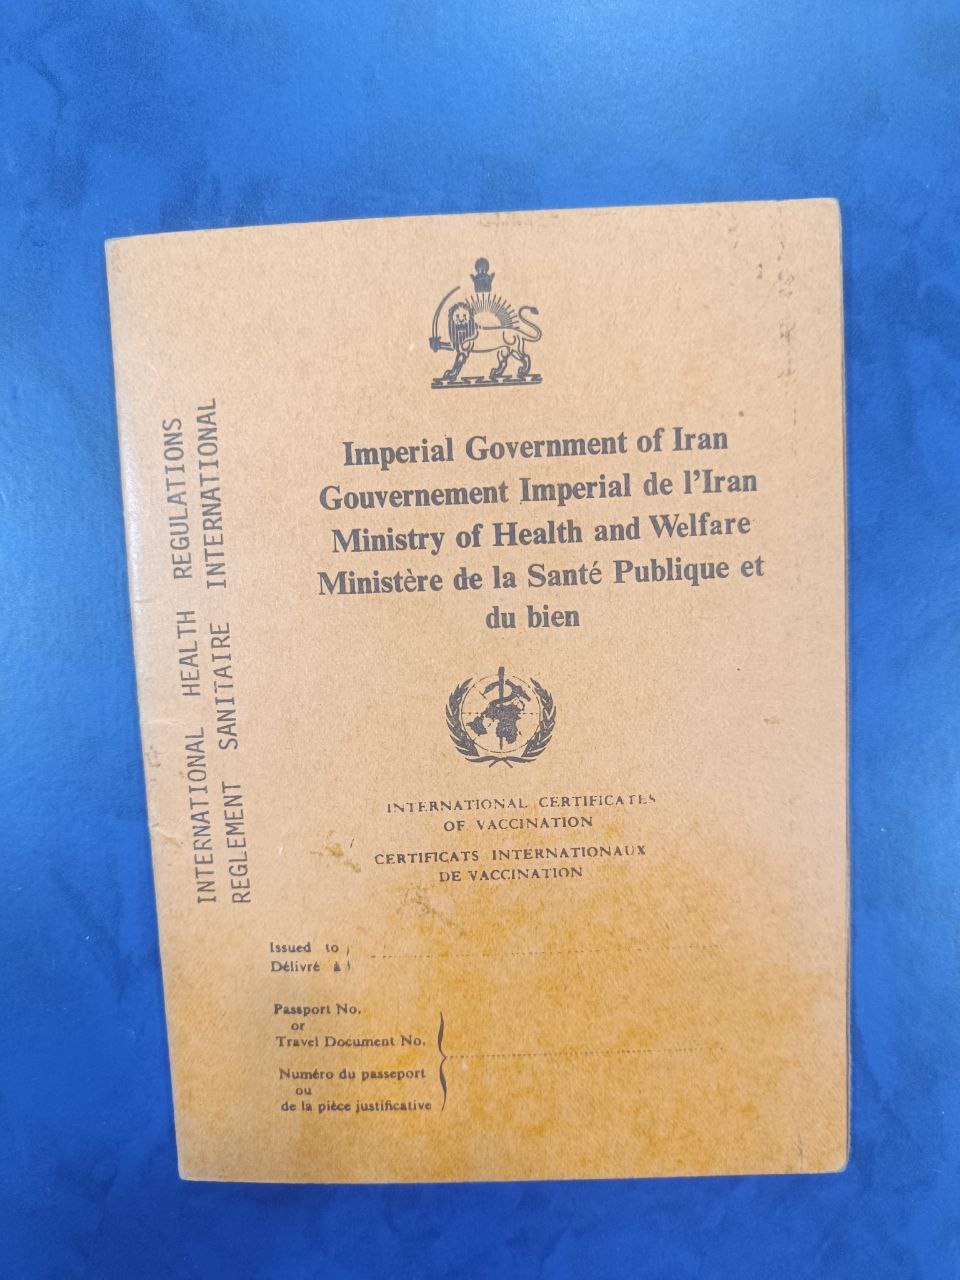 Imperial Government of Iran
Gouvernement Imperial de l'Iran
Ministry of Health and Welfare
Ministère de la Santé Publique et
du bien
INTERNATIONAL HEALTH REGULATIONS
REGLEMENT SANITAIRE INTERNATIONAL
INTERNATIONAL CERTIFICATES
OF VACCINATION
CERTIFICATS INTERNATIONAUX
DE VACCINATION
Issued to
Délivré à
Passport No.
or
Travel Document No.
Numéro du passeport
ou
de la pièce justificative